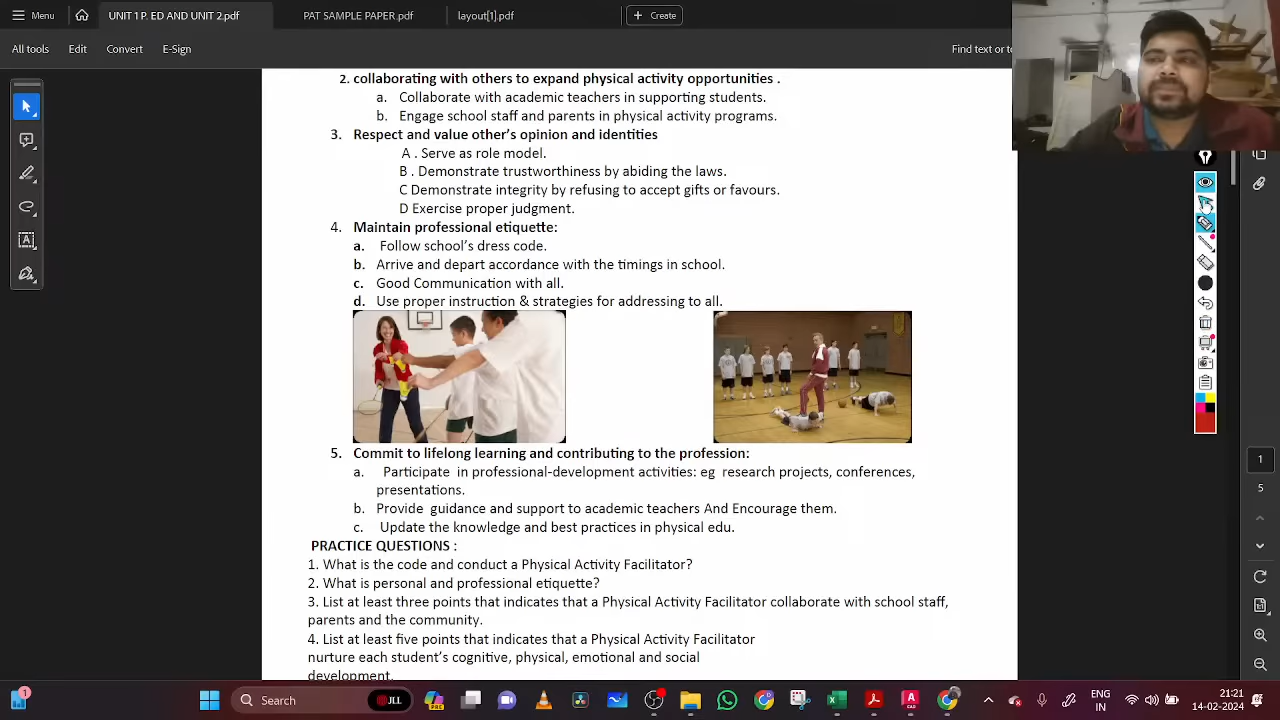 Menu
UNIT 1 P. ED AND UNIT 2.pdf
PAT SAMPLE PAPER.pdf
layout[1].pdf
+ Create
All tools
Edit
Convert
E-Sign
Find text or to
2. collaborating with others to expand physical activity opportunities .
a. Collaborate with academic teachers in supporting students.
b. Engage school staff and parents in physical activity programs.
3. Respect and value other's opinion and identities
A . Serve as role model.
B . Demonstrate trustworthiness by abiding the laws.
C Demonstrate integrity by refusing to accept gifts or favours.
D Exercise proper judgment.
4. Maintain professional etiquette:
a. Follow school's dress code.
b. Arrive and depart accordance with the timings in school.
c. Good Communication with all.
d. Use proper instruction & strategies for addressing to all.
5. Commit to lifelong learning and contributing to the profession:
a. Participate in professional-development activities: eg research projects, conferences,
presentations.
b. Provide guidance and support to academic teachers And Encourage them.
c. Update the knowledge and best practices in physical edu.
PRACTICE QUESTIONS :
1. What is the code and conduct a Physical Activity Facilitator?
2. What is personal and professional etiquette?
3. List at least three points that indicates that a Physical Activity Facilitator collaborate with school staff,
parents and the community.
4. List at least five points that indicates that a Physical Activity Facilitator
nurture each student's cognitive, physical, emotional and social
development.
1
5
1
Search
JLL
PRE
ENG
IN
21:21
14-02-2024